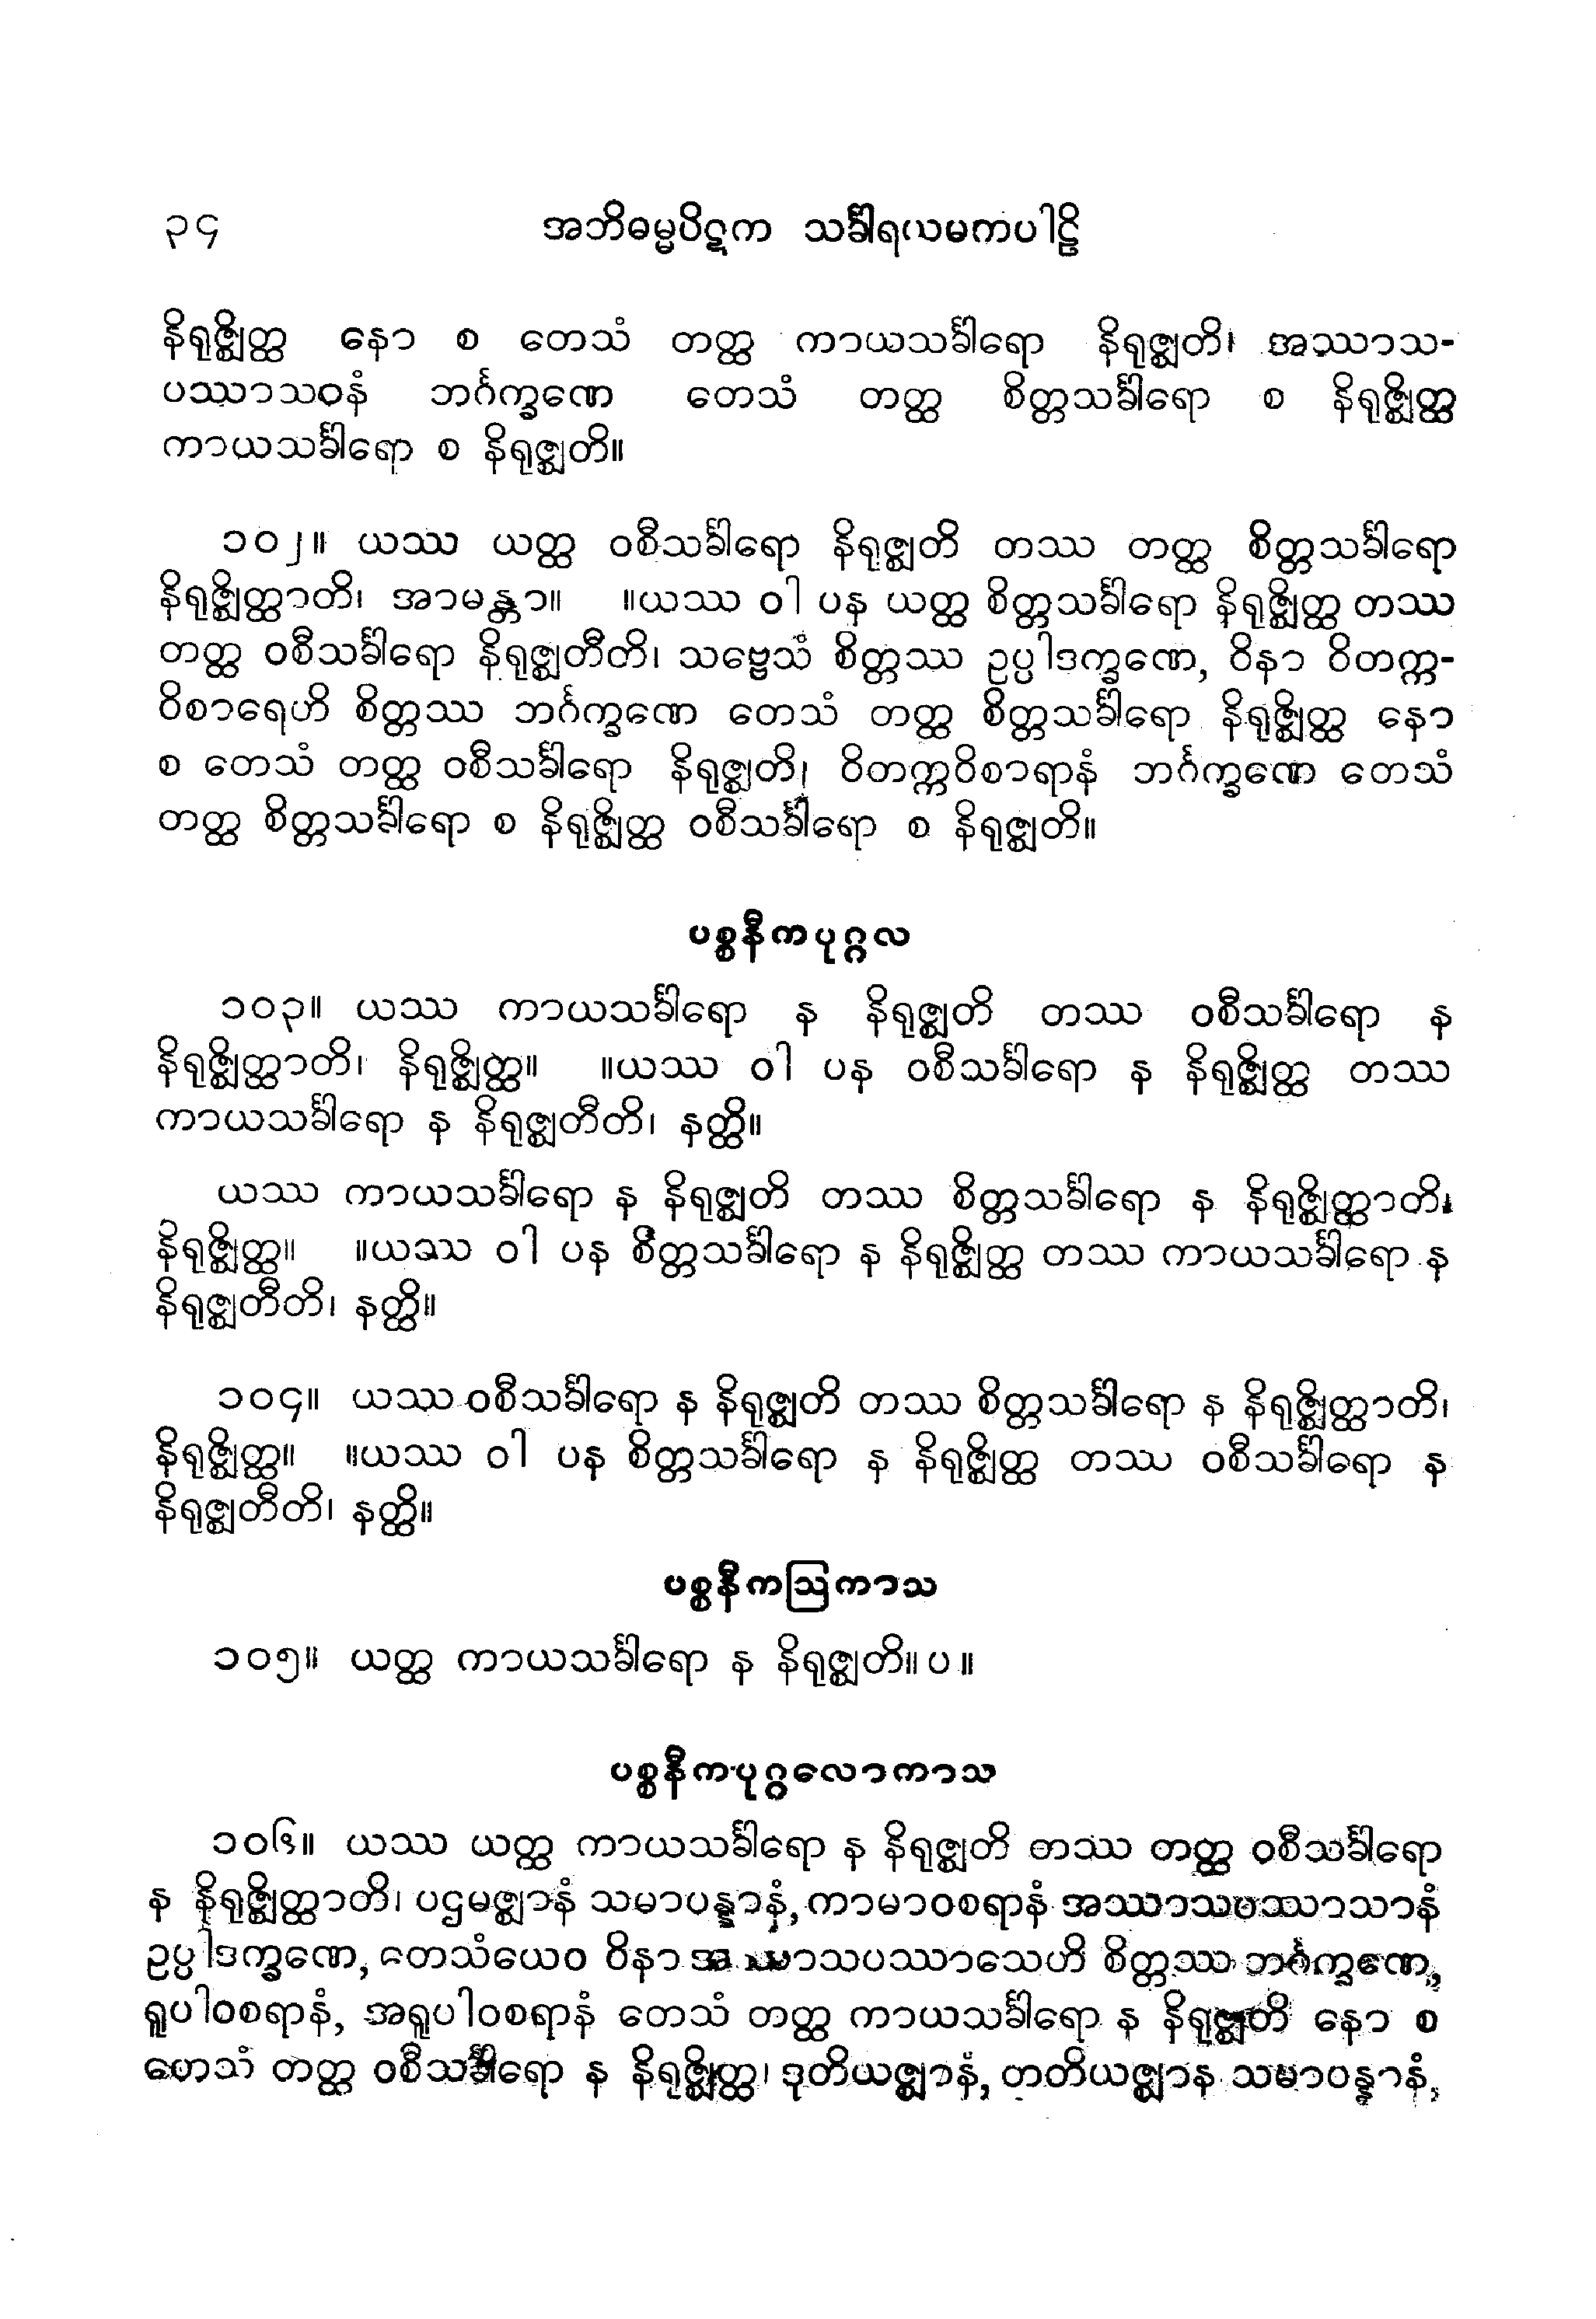 ၃၄ အဘိဓမ္မပိဋက သင်္ခါရယမကပါဠိ
နိရုဇ္ဈိတ္ထ နော စ တေသံ တတ္ထ ကာယသင်္ခါရော နိရုဇ္ဈတိ၊ အဿာသ-
ပဿာသဝနံ ဘင်္ဂက္ခဏေ တေသံ တတ္ထ စိတ္တသင်္ခါရော စ နိရုဇ္ဈိတ္ထ
ကာယသင်္ခါရော စ နိရုဇ္ဈတိ။
၁၀၂။ ယဿ ယတ္ထ ဝစီသင်္ခါရော နိရုဇ္ဈတိ တဿ တတ္ထ စိတ္တသင်္ခါရော
နိရုဇ္ဈိတ္ထာတိ၊ အာမန္တာ။ ။ယဿ ဝါ ပန ယတ္ထ စိတ္တသင်္ခါရော နိရုဇ္ဈိတ္ထ တဿ
တတ္ထ ဝစီသင်္ခါရော နိရုဇ္ဈတီတိ၊ သဗ္ဗေသံ စိတ္တဿ ဥပ္ပါဒက္ခဏေ, ဝိနာ ဝိတက္က-
ဝိစာရေဟိ စိတ္တဿ ဘင်္ဂက္ခဏေ တေသံ တတ္ထ စိတ္တသင်္ခါရော နိရုဇ္ဈိတ္ထ နော
စ တေသံ တတ္ထ ဝစီသင်္ခါရော နိရုဇ္ဈတိ၊ ဝိတက္ကဝိစာရာနံ ဘင်္ဂက္ခဏေ တေသံ
တတ္ထ စိတ္တသင်္ခါရော စ နိရုဇ္ဈိတ္ထ ဝစီသင်္ခါရော စ နိရုဇ္ဈတိ။
ပစ္စနီကပုဂ္ဂလ
၁၀၃။ ယဿ ကာယသင်္ခါရော န နိရုဇ္ဈတိ တဿ ဝစီသင်္ခါရော န
နိရုဇ္ဈိတ္ထာတိ၊ နိရုဇ္ဈိတ္ထ။ ။ယဿ ဝါ ပန ဝစီသင်္ခါရော န နိရုဇ္ဈိတ္ထ တဿ
ကာယသင်္ခါရော န နိရုဇ္ဈတီတိ၊ နတ္ထိ။
ယဿ ကာယသင်္ခါရော န နိရုဇ္ဈတိ တဿ စိတ္တသင်္ခါရော န နိရုဇ္ဈိတ္ထာတိ၊
နိရုဇ္ဈိတ္ထ။ ။ယဿ ဝါ ပန စိတ္တသင်္ခါရော န နိရုဇ္ဈိတ္ထ တဿ ကာယသင်္ခါရော န
နိရုဇ္ဈတီတိ၊ နတ္ထိ။
၁၀၄။ ယဿ ဝစီသင်္ခါရော န နိရုဇ္ဈတိ တဿ စိတ္တသင်္ခါရော န နိရုဇ္ဈိတ္ထာတိ၊
နိရုဇ္ဈိတ္ထ။ ။ယဿ ဝါ ပန စိတ္တသင်္ခါရော န နိရုဇ္ဈိတ္ထ တဿ ဝစီသင်္ခါရော န
နိရုဇ္ဈတီတိ၊ နတ္ထိ။
ပစ္စနီကဩကာသ
၁၀၅။ ယတ္ထ ကာယသင်္ခါရော န နိရုဇ္ဈတိ။ ပ ။
ပစ္စနီကပုဂ္ဂလောကာသ
၁၀၆။ ယဿ ယတ္ထ ကာယသင်္ခါရော န နိရုဇ္ဈတိ တဿ တတ္ထ ဝစီသင်္ခါရော
န နိရုဇ္ဈိတ္ထာတိ၊ ပဌမဇ္ဈာနံ သမာပန္နာနံ, ကာမာဝစရာနံ အဿာသပဿာသာနံ
ဥပ္ပါဒက္ခဏေ, တေသံယေဝ ဝိနာ အဿာသပဿာသေဟိ စိတ္တဿ ဘင်္ဂက္ခဏေ,
ရူပါဝစရာနံ, အရူပါဝစရာနံ တေသံ တတ္ထ ကာယသင်္ခါရော န နိရုဇ္ဈတိ နော စ
တေသံ တတ္ထ ဝစီသင်္ခါရော န နိရုဇ္ဈိတ္ထ၊ ဒုတိယဇ္ဈာနံ, တတိယဇ္ဈာန သမာပန္နာနံ,